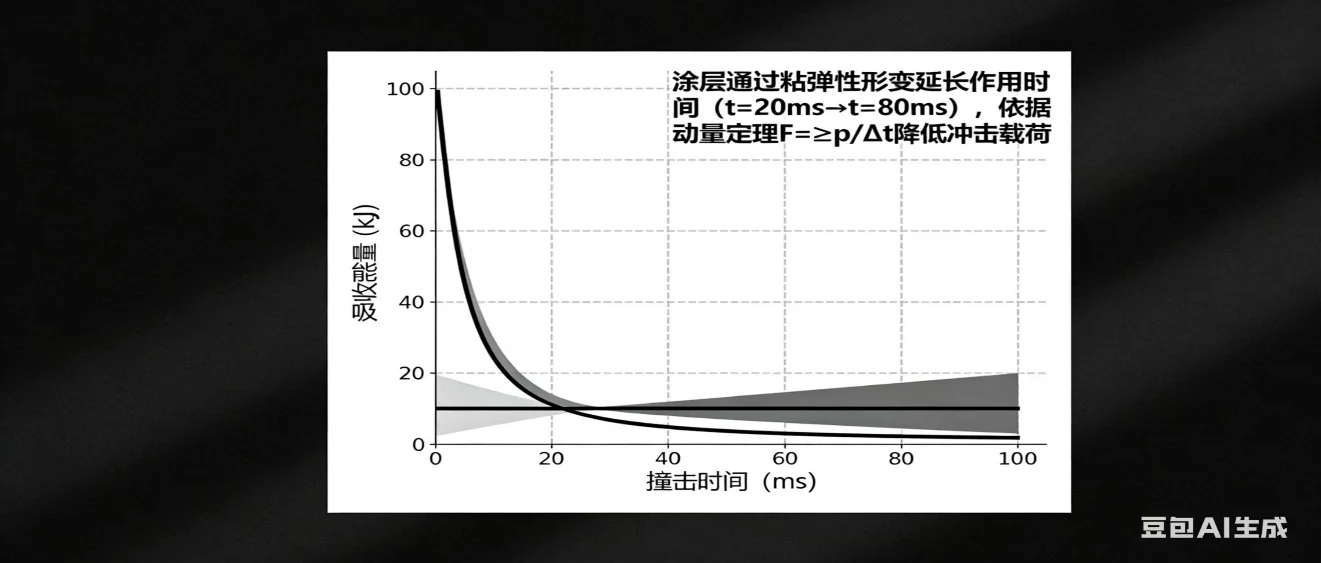 涂层通过粘弹性形变延长作用时
间（t=20ms→t=80ms），依据
动量定理F=≥p/Δt降低冲击载荷
100
80
60
40
20
0
吸收能量 (kJ)
0 20 40 60 80 100
撞击时间（ms）
豆包AI生成